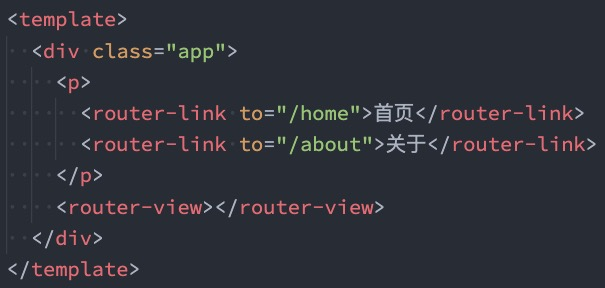 <template>
  <div class="app">
    <p>
      <router-link to="/home">首页</router-link>
      <router-link to="/about">关于</router-link>
    </p>
    <router-view></router-view>
  </div>
</template>